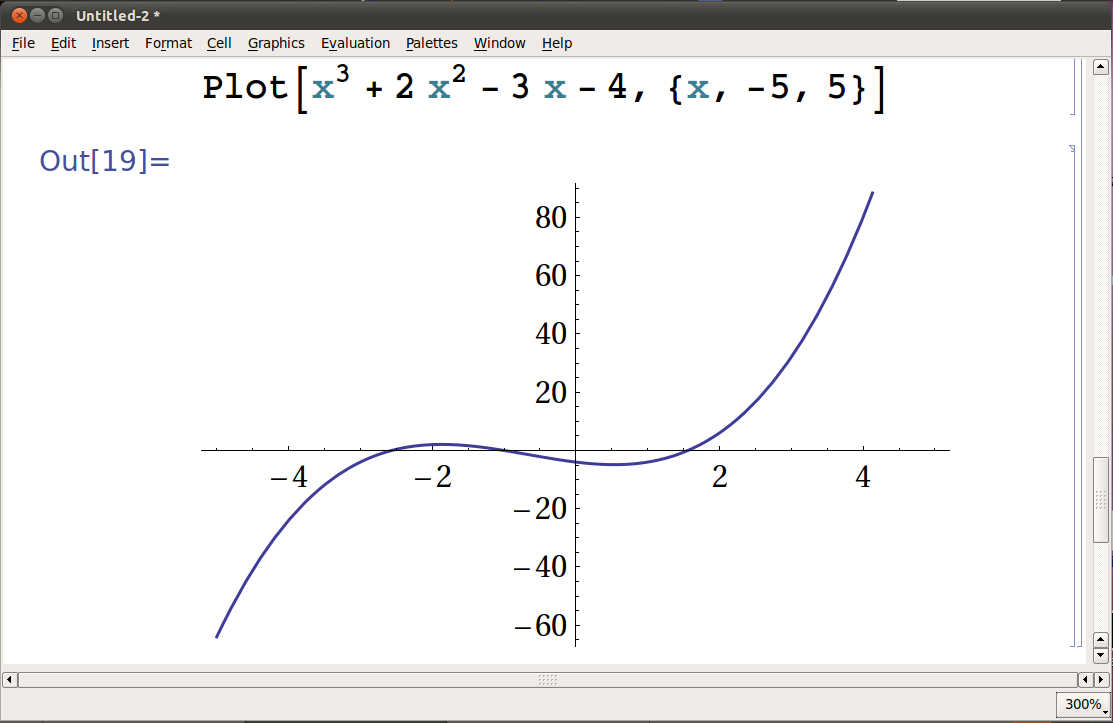 Untitled-2 *
File Edit Insert Format Cell Graphics Evaluation Palettes Window Help
Plot[x³ + 2 x² - 3 x - 4, {x, -5, 5}]
Out[19]=
80
60
40
20
-4 -2 2 4
-20
-40
-60
300%